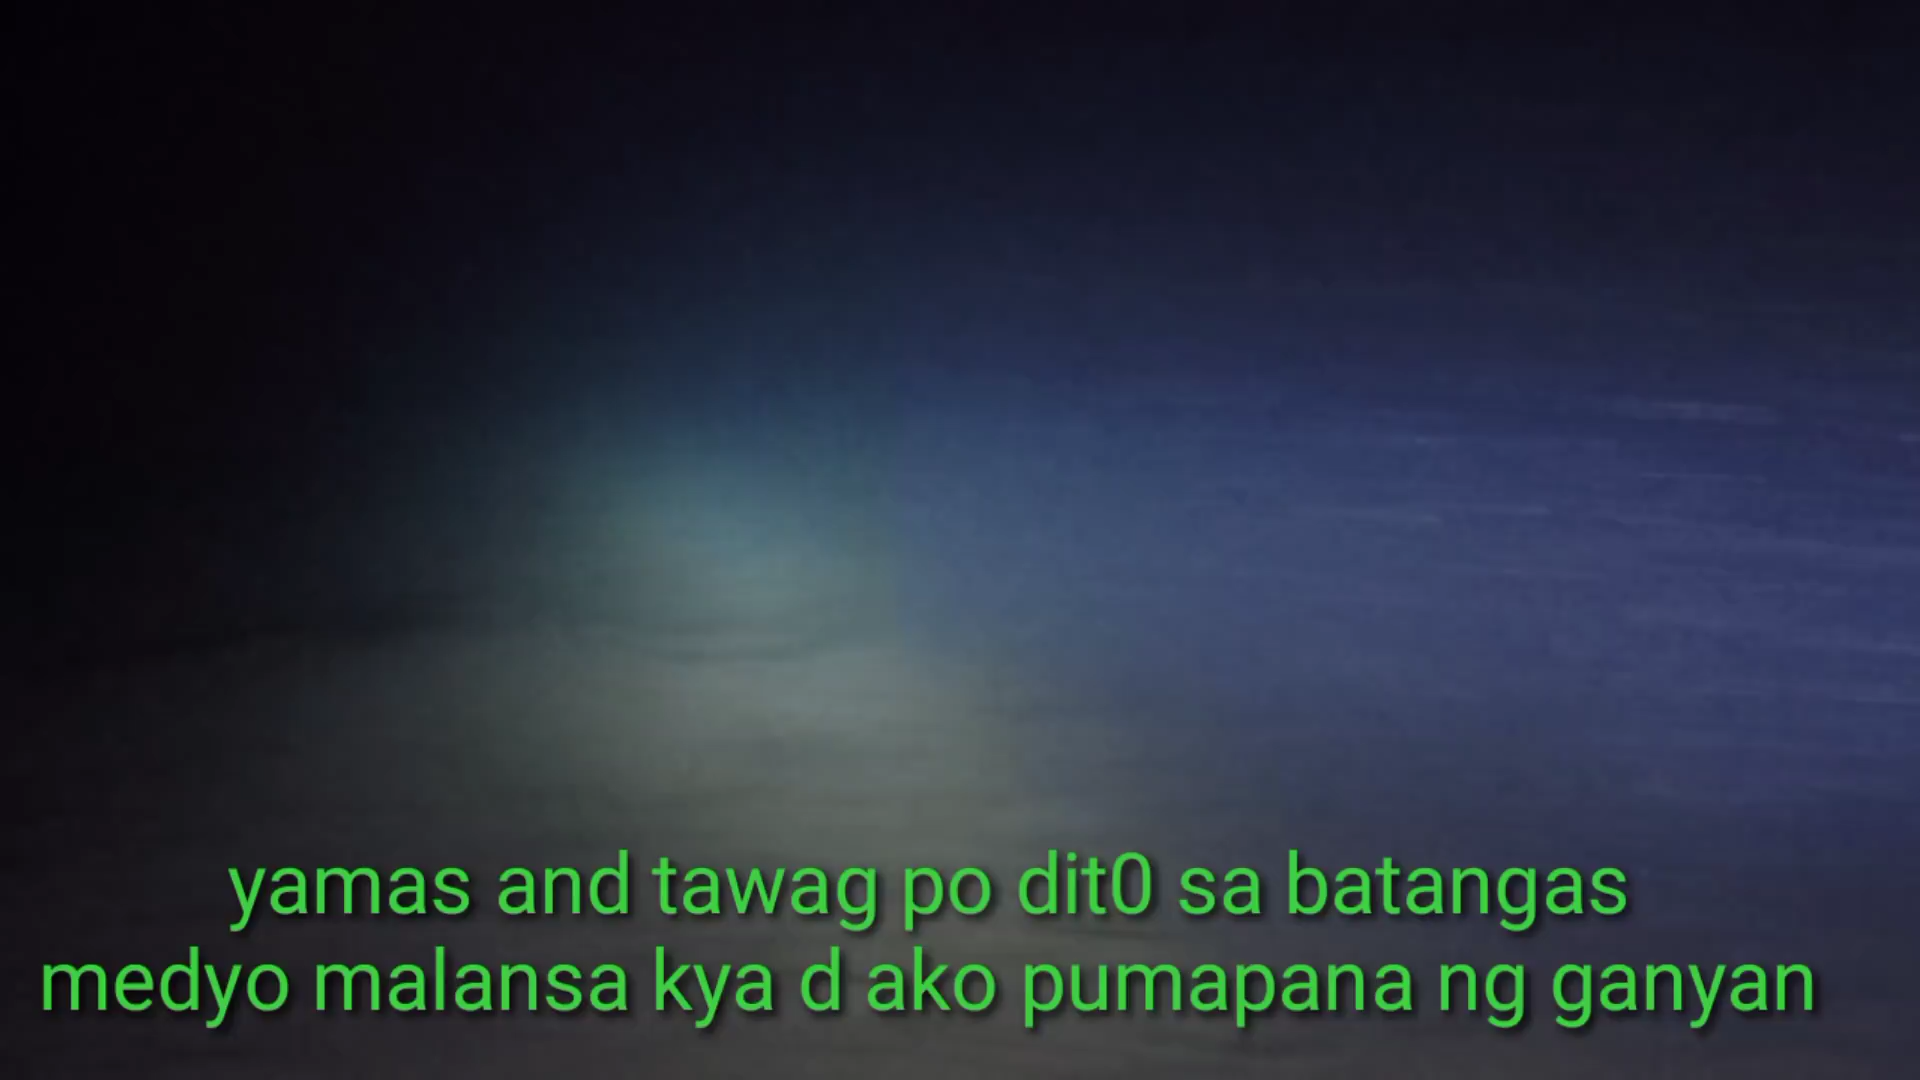 yamas and tawag po dit0 sa batangas
medyo malansa kya d ako pumapana ng ganyan